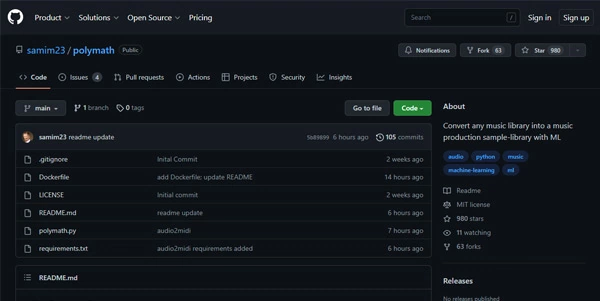 Product Solutions Open Source Pricing Search / Sign in Sign up
samim23 / polymath Public Notifications Fork 63 Star 980
Code Issues 4 Pull requests Actions Projects Security Insights
main 1 branch 0 tags Go to file Code
samim23 readme update 5b89899 6 hours ago 105 commits
.gitignore Inital Commit 2 weeks ago
Dockerfile add Dockerfile; update README 14 hours ago
LICENSE Initial commit 2 weeks ago
README.md readme update 6 hours ago
polymath.py audio2midi 7 hours ago
requirements.txt audio2midi requirements added 6 hours ago
README.md
About
Convert any music library into a music
production sample-library with ML
audio python music
machine-learning ml
Readme
MIT license
980 stars
11 watching
63 forks
Releases
No releases published